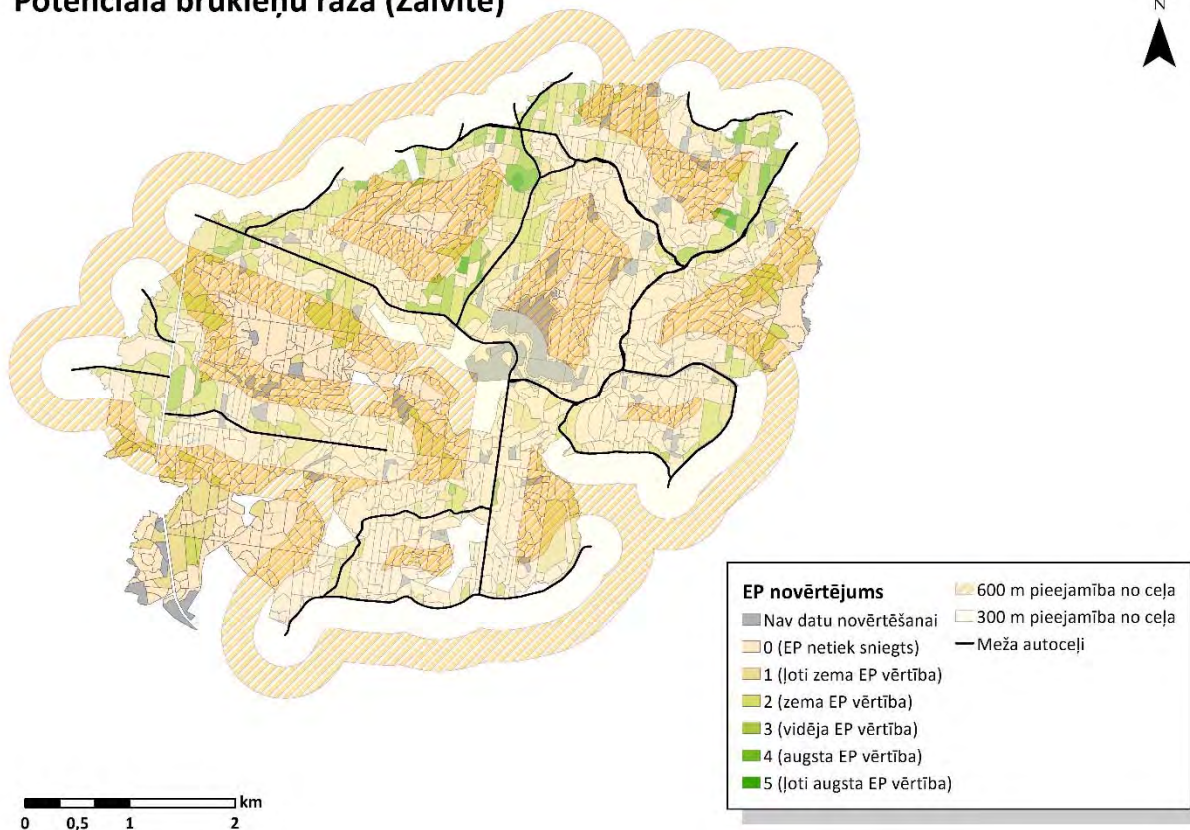 Potenciālā brūkleņu raža (Zalvīte)
N
EP novērtējums
Nav datu novērtēšanai
0 (EP netiek sniegts)
1 (ļoti zema EP vērtība)
2 (zema EP vērtība)
3 (vidēja EP vērtība)
4 (augsta EP vērtība)
5 (ļoti augsta EP vērtība)
600 m pieejamība no ceļa
300 m pieejamība no ceļa
Meža autoceļi
km
0 0,5 1 2